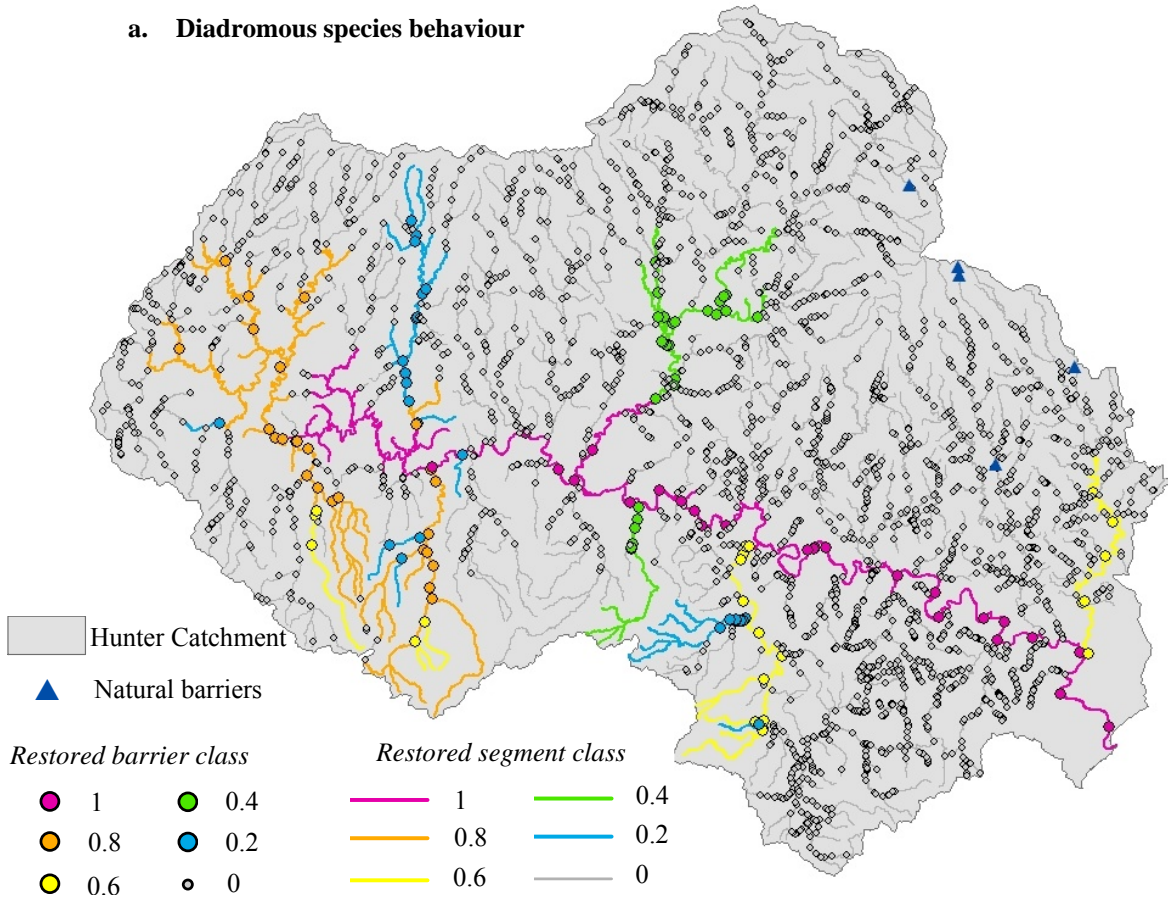 a. Diadromous species behaviour
Hunter Catchment
Natural barriers
Restored barrier class
1
0.4
0.8
0.2
0.6
0
Restored segment class
1
0.4
0.8
0.2
0.6
0